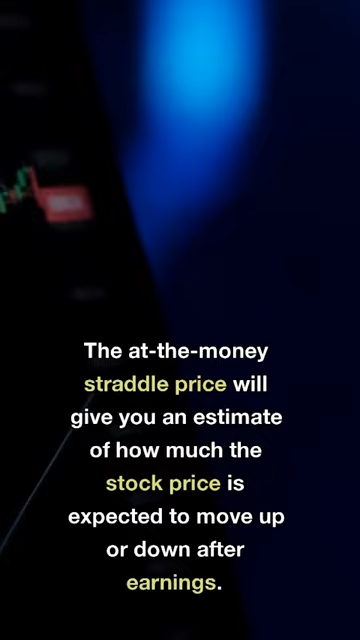 The at-the-money
straddle price will
give you an estimate
of how much the
stock price is
expected to move up
or down after
earnings.